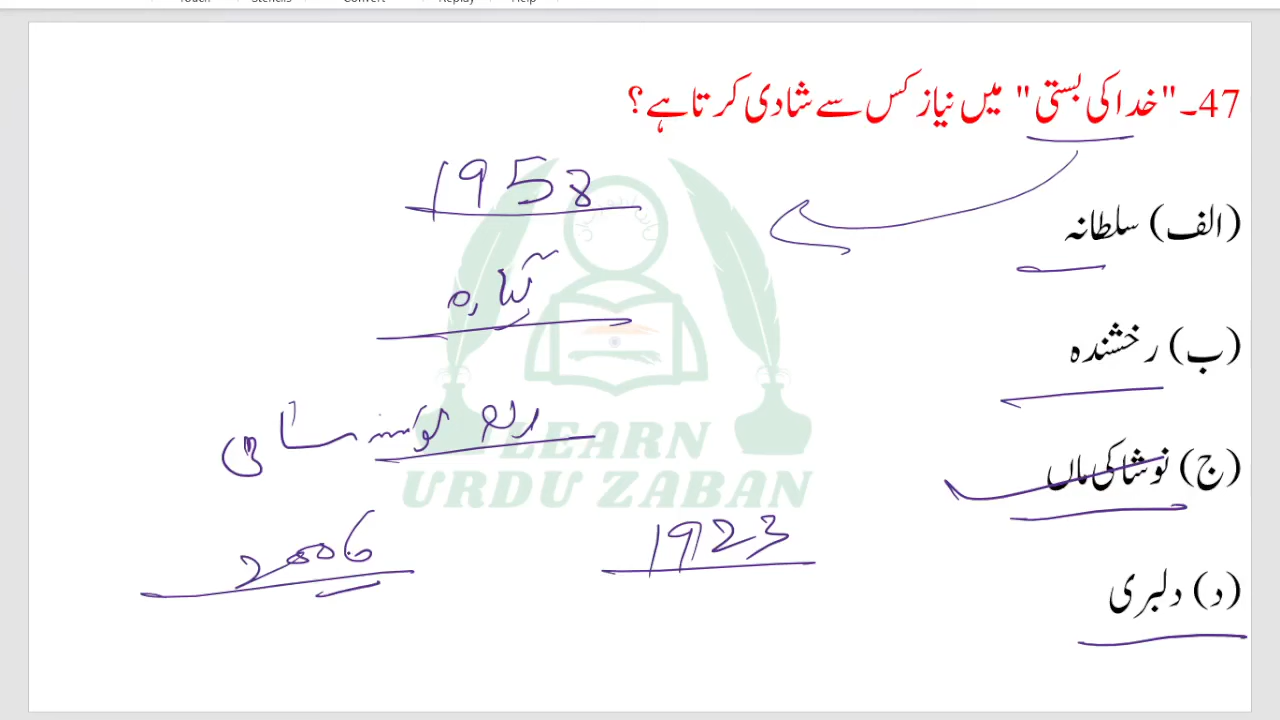 47۔ "خدا کی بستی" میں نیاز کس سے شادی کرتا ہے؟
1958
(الف) سلطانہ
(ب) رخشندہ
(ج) نوشا کی ماں
(د) دلبری
LEARN
URDU ZABAN
1923
2006